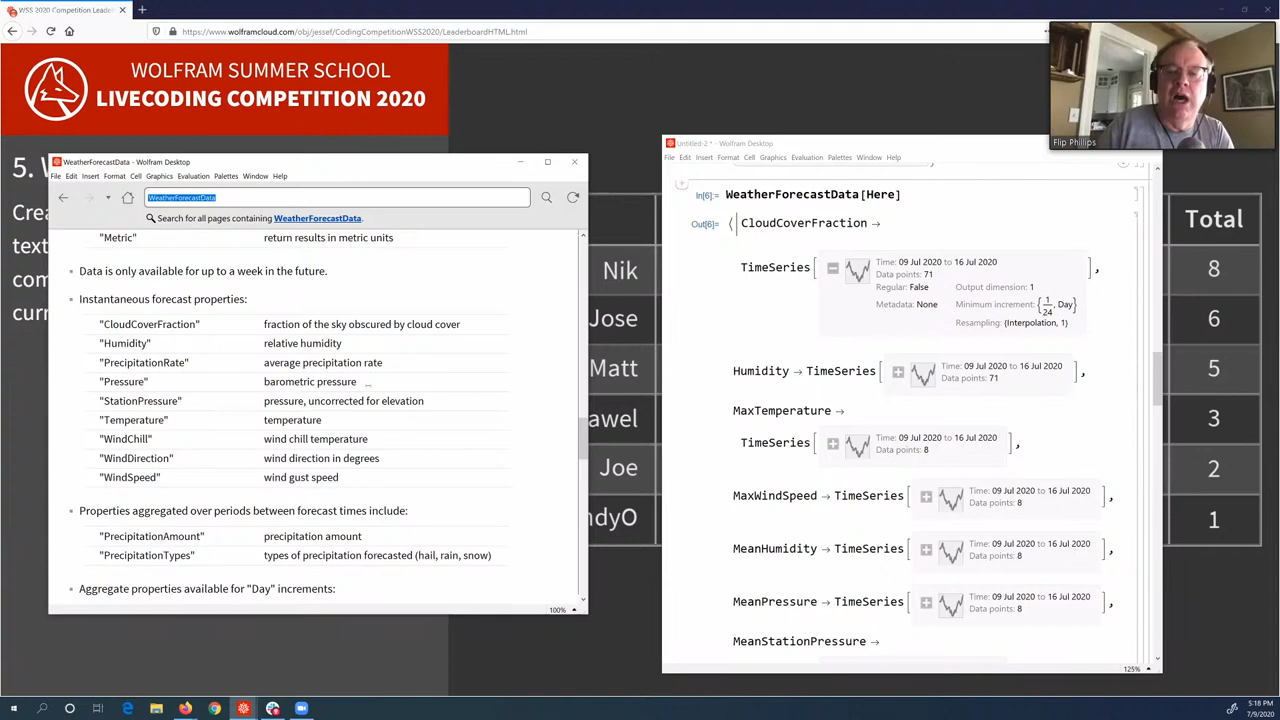 WSS 2020 Competition Leader
https://www.wolframcloud.com/obj/jessef/CodingCompetitionWSS2020/LeaderboardHTML.html
WOLFRAM SUMMER SCHOOL
LIVECODING COMPETITION 2020
5. W
Crea
text
com
curr
WeatherForecastData - Wolfram Desktop
File Edit Insert Format Cell Graphics Evaluation Palettes Window Help
WeatherForecastData
Search for all pages containing WeatherForecastData.
"Metric" return results in metric units
Data is only available for up to a week in the future.
Instantaneous forecast properties:
"CloudCoverFraction" fraction of the sky obscured by cloud cover
"Humidity" relative humidity
"PrecipitationRate" average precipitation rate
"Pressure" barometric pressure
"StationPressure" pressure, uncorrected for elevation
"Temperature" temperature
"WindChill" wind chill temperature
"WindDirection" wind direction in degrees
"WindSpeed" wind gust speed
Properties aggregated over periods between forecast times include:
"PrecipitationAmount" precipitation amount
"PrecipitationTypes" types of precipitation forecasted (hail, rain, snow)
Aggregate properties available for "Day" increments:
100%
Untitled-2 * - Wolfram Desktop
File Edit Insert Format Cell Graphics Evaluation Palettes Window Help
In[6]:= WeatherForecastData[Here]
Out[6]= ⟨| CloudCoverFraction →
TimeSeries[ Time: 09 Jul 2020 to 16 Jul 2020
Data points: 71
Regular: False Output dimension: 1
Metadata: None Minimum increment: {1/24, Day}
Resampling: {Interpolation, 1} ],
Humidity → TimeSeries[ Time: 09 Jul 2020 to 16 Jul 2020
Data points: 71 ],
MaxTemperature →
TimeSeries[ Time: 09 Jul 2020 to 16 Jul 2020
Data points: 8 ],
MaxWindSpeed → TimeSeries[ Time: 09 Jul 2020 to 16 Jul 2020
Data points: 8 ],
MeanHumidity → TimeSeries[ Time: 09 Jul 2020 to 16 Jul 2020
Data points: 8 ],
MeanPressure → TimeSeries[ Time: 09 Jul 2020 to 16 Jul 2020
Data points: 8 ],
MeanStationPressure →
125%
Flip Phillips
Total
Nik 8
Jose 6
Matt 5
awel 3
Joe 2
ndyO 1
5:18 PM
7/9/2020